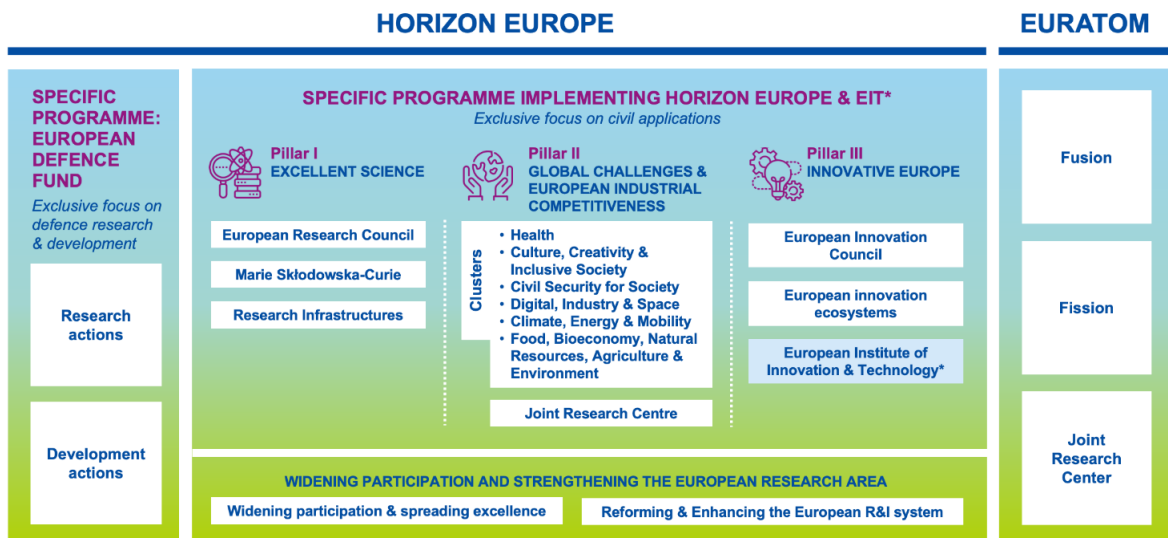 HORIZON EUROPE
EURATOM
SPECIFIC
PROGRAMME:
EUROPEAN
DEFENCE
FUND
Exclusive focus on
defence research
& development
Research
actions
Development
actions
SPECIFIC PROGRAMME IMPLEMENTING HORIZON EUROPE & EIT*
Exclusive focus on civil applications
Pillar I
EXCELLENT SCIENCE
European Research Council
Marie Skłodowska-Curie
Research Infrastructures
Pillar II
GLOBAL CHALLENGES &
EUROPEAN INDUSTRIAL
COMPETITIVENESS
Clusters
• Health
• Culture, Creativity &
Inclusive Society
• Civil Security for Society
• Digital, Industry & Space
• Climate, Energy & Mobility
• Food, Bioeconomy, Natural
Resources, Agriculture &
Environment
Joint Research Centre
Pillar III
INNOVATIVE EUROPE
European Innovation
Council
European innovation
ecosystems
European Institute of
Innovation & Technology*
WIDENING PARTICIPATION AND STRENGTHENING THE EUROPEAN RESEARCH AREA
Widening participation & spreading excellence
Reforming & Enhancing the European R&I system
Fusion
Fission
Joint
Research
Center